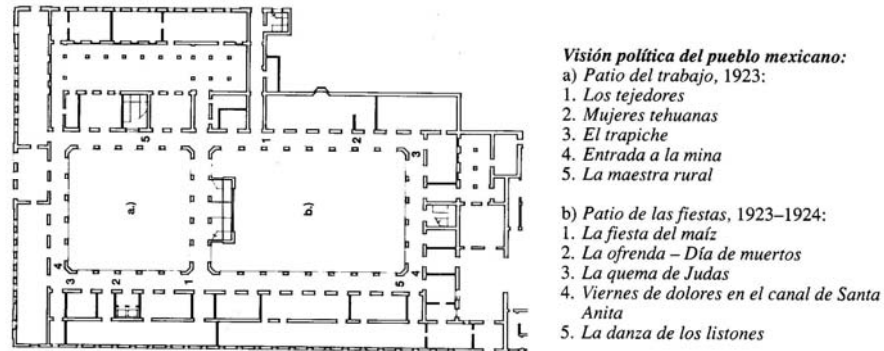 5
1
2
3
a.)
b.)
4
3
2
1
5
4
Visión política del pueblo mexicano:
a) Patio del trabajo, 1923:
1. Los tejedores
2. Mujeres tehuanas
3. El trapiche
4. Entrada a la mina
5. La maestra rural
b) Patio de las fiestas, 1923–1924:
1. La fiesta del maíz
2. La ofrenda – Día de muertos
3. La quema de Judas
4. Viernes de dolores en el canal de Santa
Anita
5. La danza de los listones